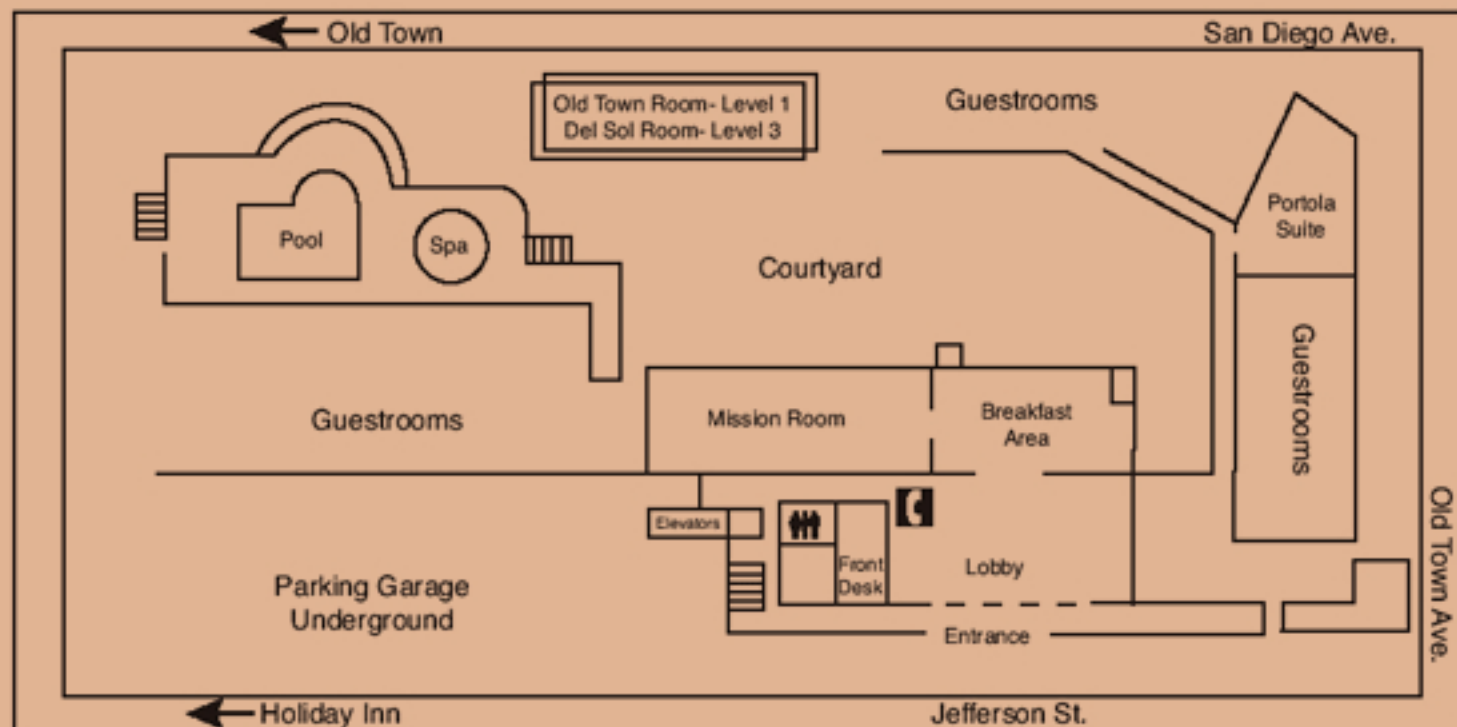 Old Town
San Diego Ave.
Old Town Room- Level 1
Del Sol Room- Level 3
Guestrooms
Portola
Suite
Pool
Spa
Courtyard
Guestrooms
Guestrooms
Mission Room
Breakfast
Area
Elevators
Front
Desk
Lobby
Parking Garage
Underground
Entrance
Old Town Ave.
Holiday Inn
Jefferson St.